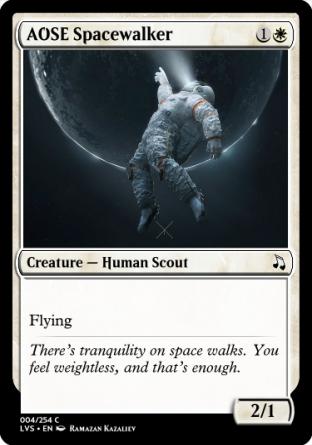 AOSE Spacewalker 1
Creature — Human Scout
Flying
There's tranquility on space walks. You
feel weightless, and that's enough.
2/1
004/254 C
LVS • EN Ramazan Kazaliev